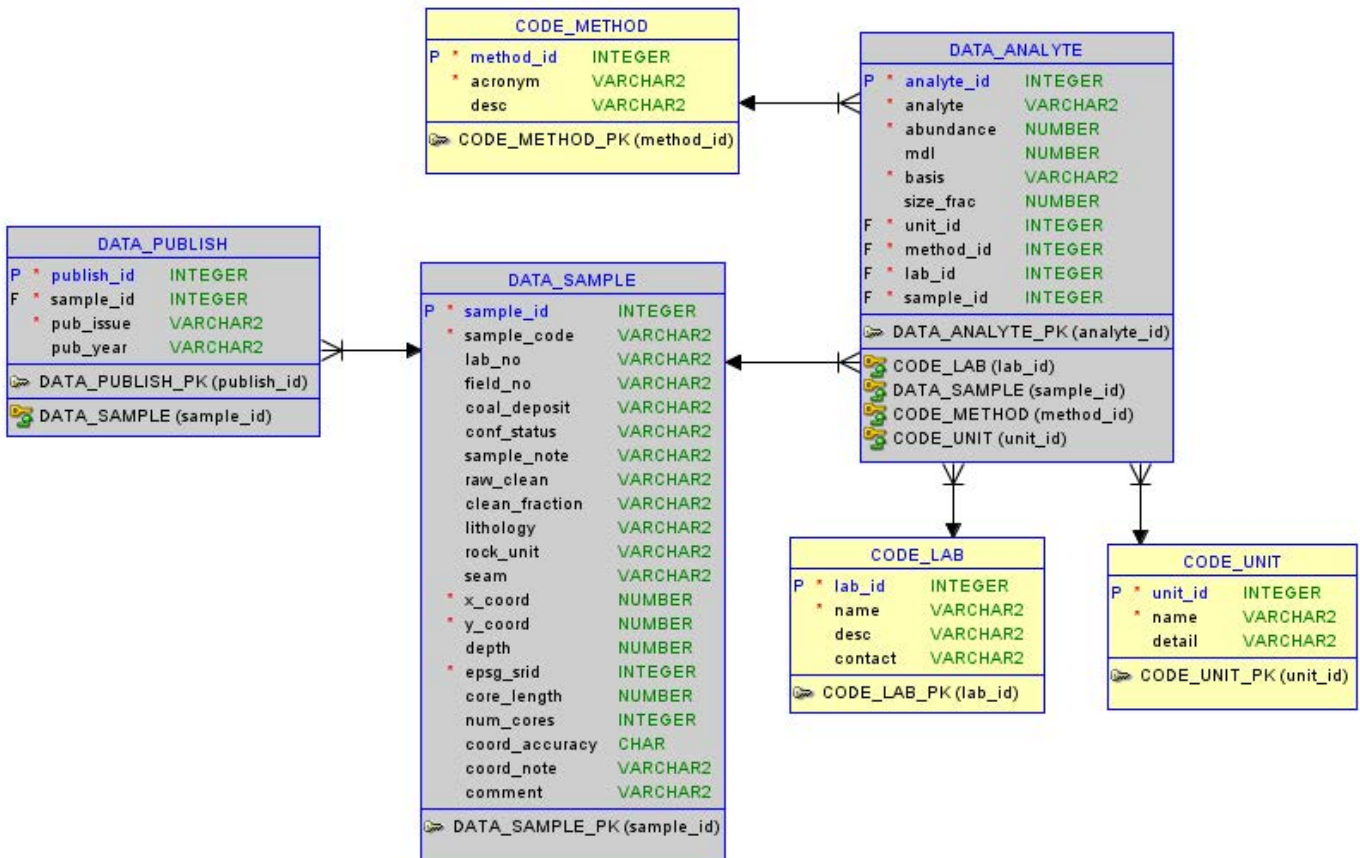 CODE_METHOD
P * method_id INTEGER
* acronym VARCHAR2
desc VARCHAR2
CODE_METHOD_PK (method_id)
DATA_ANALYTE
P * analyte_id INTEGER
* analyte VARCHAR2
* abundance NUMBER
mdl NUMBER
* basis VARCHAR2
size_frac NUMBER
F * unit_id INTEGER
F * method_id INTEGER
F * lab_id INTEGER
F * sample_id INTEGER
DATA_ANALYTE_PK (analyte_id)
CODE_LAB (lab_id)
DATA_SAMPLE (sample_id)
CODE_METHOD (method_id)
CODE_UNIT (unit_id)
DATA_PUBLISH
P * publish_id INTEGER
F * sample_id INTEGER
* pub_issue VARCHAR2
pub_year VARCHAR2
DATA_PUBLISH_PK (publish_id)
DATA_SAMPLE (sample_id)
DATA_SAMPLE
P * sample_id INTEGER
* sample_code VARCHAR2
lab_no VARCHAR2
field_no VARCHAR2
coal_deposit VARCHAR2
conf_status VARCHAR2
sample_note VARCHAR2
raw_clean VARCHAR2
clean_fraction VARCHAR2
lithology VARCHAR2
rock_unit VARCHAR2
seam VARCHAR2
* x_coord NUMBER
* y_coord NUMBER
depth NUMBER
* epsg_srid INTEGER
core_length NUMBER
num_cores INTEGER
coord_accuracy CHAR
coord_note VARCHAR2
comment VARCHAR2
DATA_SAMPLE_PK (sample_id)
CODE_LAB
P * lab_id INTEGER
* name VARCHAR2
desc VARCHAR2
contact VARCHAR2
CODE_LAB_PK (lab_id)
CODE_UNIT
P * unit_id INTEGER
* name VARCHAR2
detail VARCHAR2
CODE_UNIT_PK (unit_id)